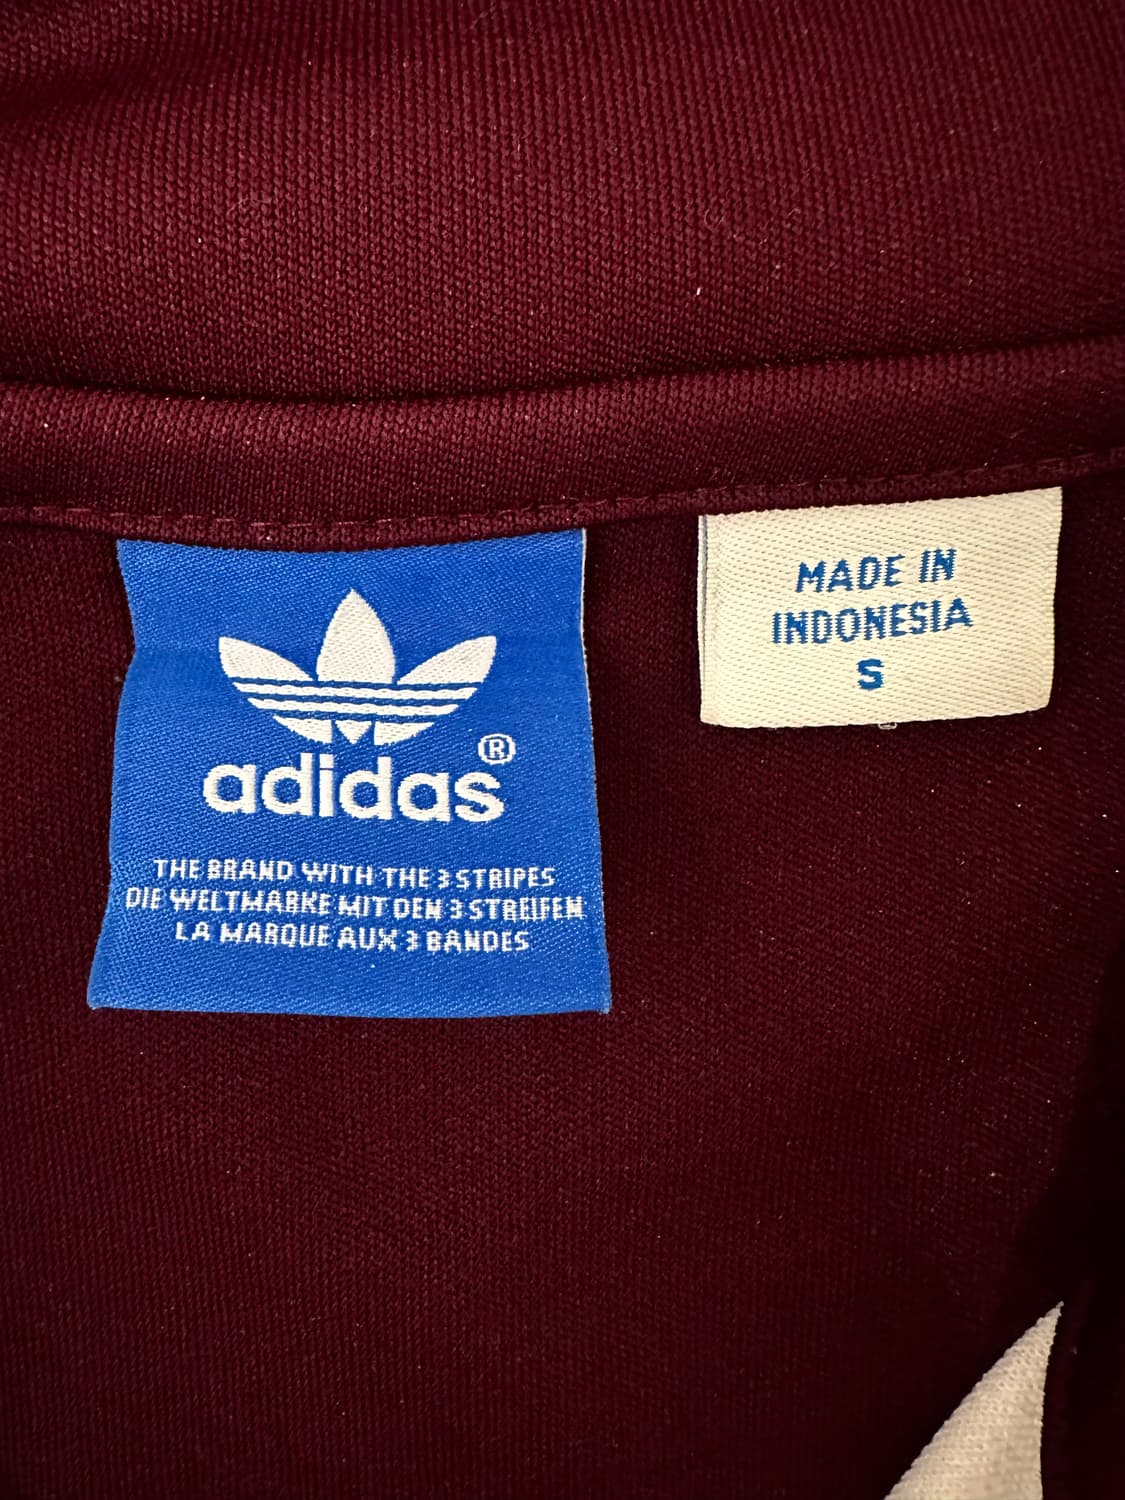 adidas®
THE BRAND WITH THE 3 STRIPES
DIE WELTMARKE MIT DEN 3 STREIFEN
LA MARQUE AUX 3 BANDES
MADE IN
INDONESIA
S